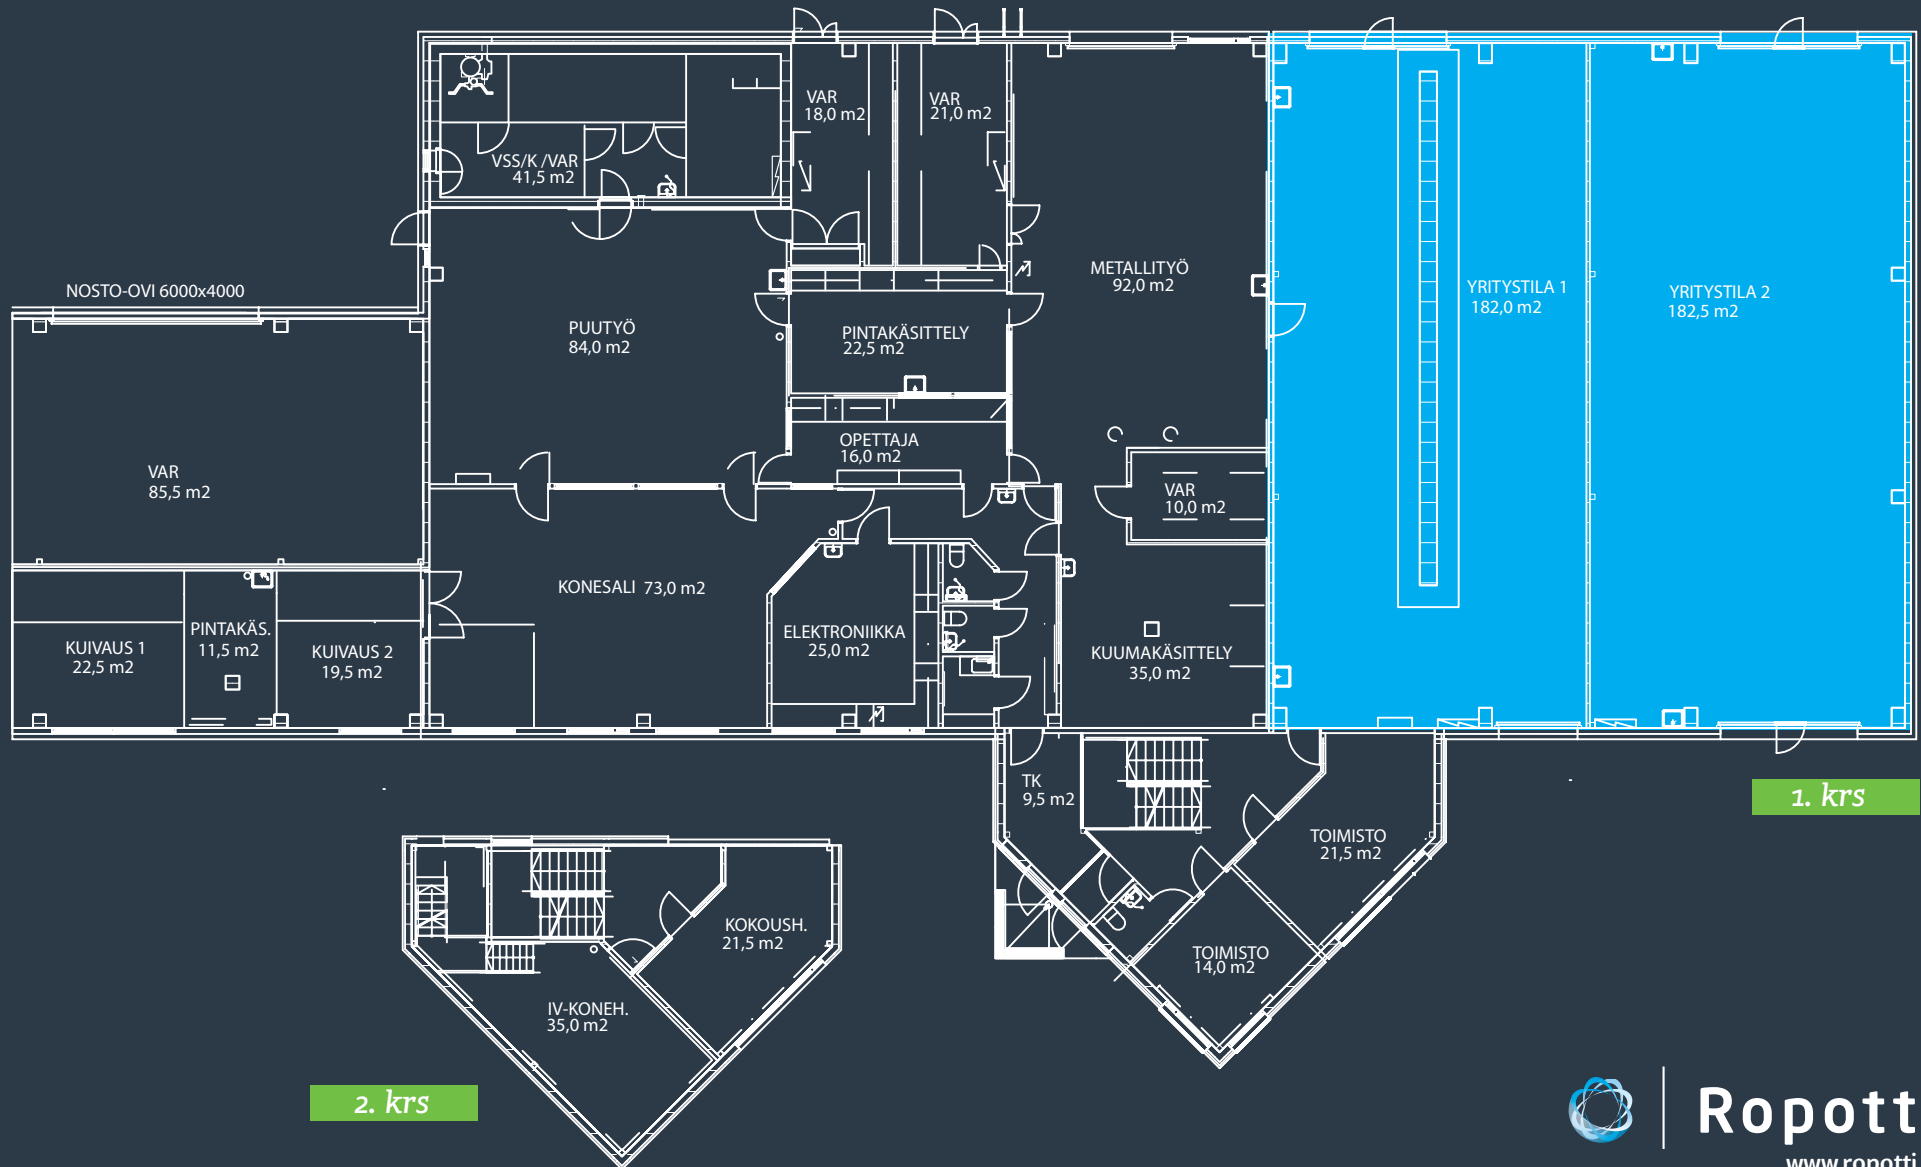 VAR
18,0 m2
VAR
21,0 m2
VSS/K /VAR
41,5 m2
NOSTO-OVI 6000x4000
PUUTYÖ
84,0 m2
PINTAKÄSITTELY
22,5 m2
METALLITYÖ
92,0 m2
YRITYSTILA 1
182,0 m2
YRITYSTILA 2
182,5 m2
VAR
85,5 m2
OPETTAJA
16,0 m2
VAR
10,0 m2
KONESALI 73,0 m2
ELEKTRONIIKKA
25,0 m2
KUUMAKÄSITTELY
35,0 m2
KUIVAUS 1
22,5 m2
PINTAKÄS.
11,5 m2
KUIVAUS 2
19,5 m2
TK
9,5 m2
TOIMISTO
21,5 m2
TOIMISTO
14,0 m2
1. krs
KOKOUSH.
21,5 m2
IV-KONEH.
35,0 m2
2. krs
Ropott
www.ropotti